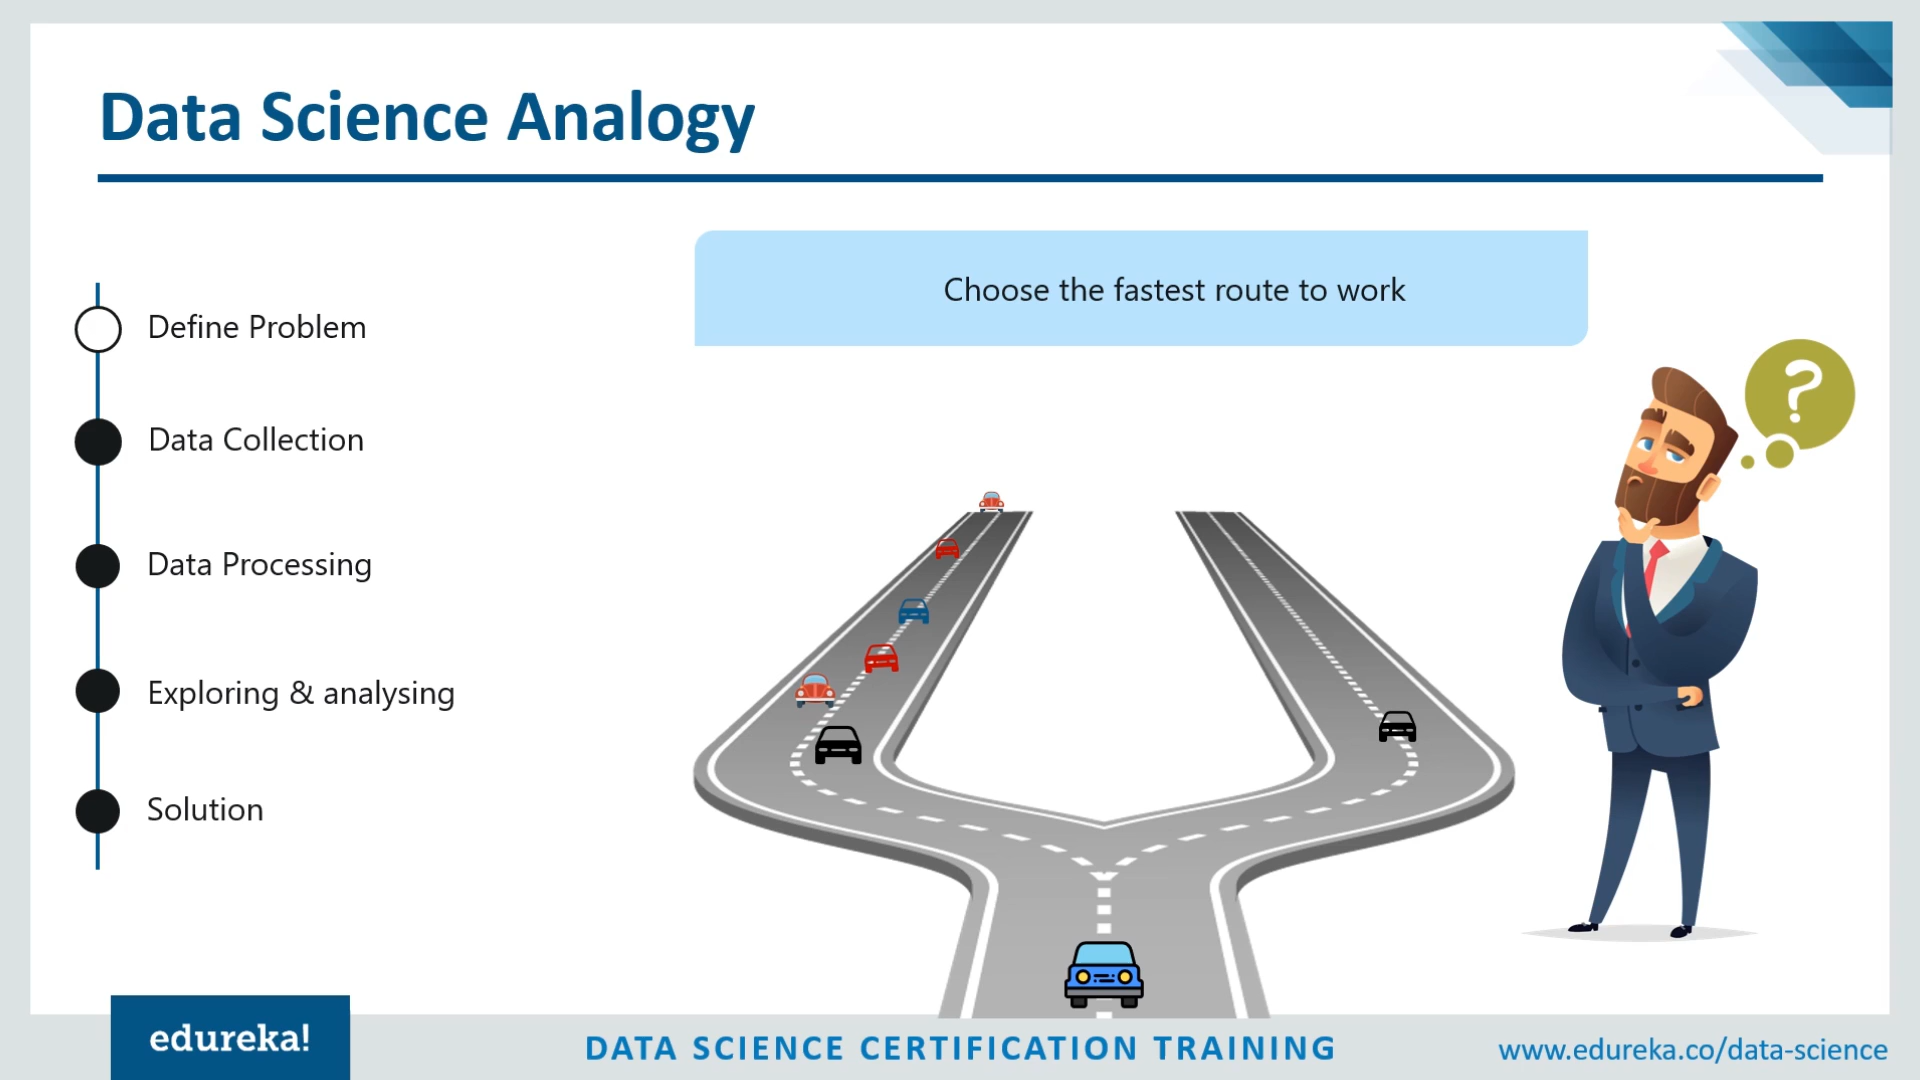 Data Science Analogy
Choose the fastest route to work
Define Problem
Data Collection
Data Processing
Exploring & analysing
Solution
?
edureka!
DATA SCIENCE CERTIFICATION TRAINING
www.edureka.co/data-science